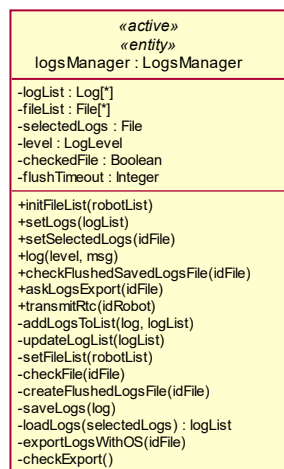 «active»
«entity»
logsManager : LogsManager
-logList : Log[*]
-fileList : File[*]
-selectedLogs : File
-level : LogLevel
-checkedFile : Boolean
-flushTimeout : Integer
+initFileList(robotList)
+setLogs(logList)
+setSelectedLogs(idFile)
+log(level, msg)
+checkFlushedSavedLogsFile(idFile)
+askLogsExport(idFile)
+transmitRtc(idRobot)
-addLogsToList(log, logList)
-updateLogList(logList)
-setFileList(robotList)
-checkFile(idFile)
-createFlushedLogsFile(idFile)
-saveLogs(log)
-loadLogs(selectedLogs) : logList
-exportLogsWithOS(idFile)
-checkExport()